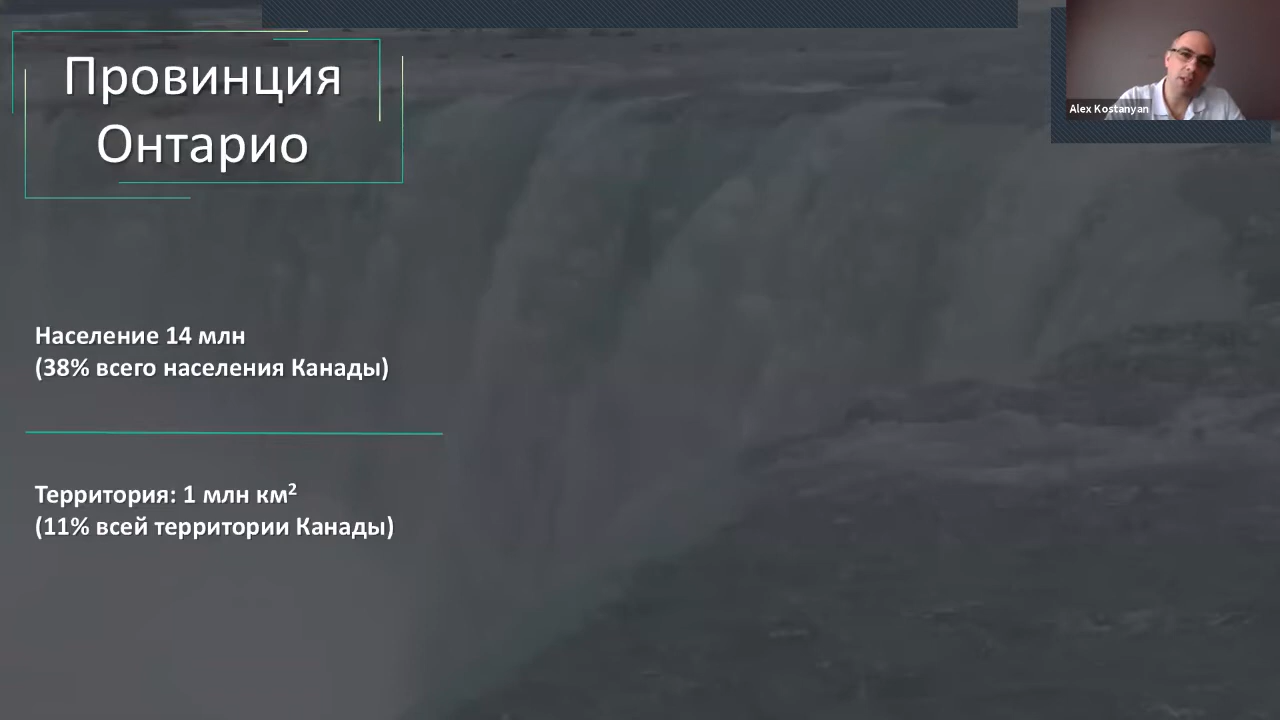 Провинция
Онтарио
Alex Kostanyan
Население 14 млн
(38% всего населения Канады)
Территория: 1 млн км²
(11% всей территории Канады)